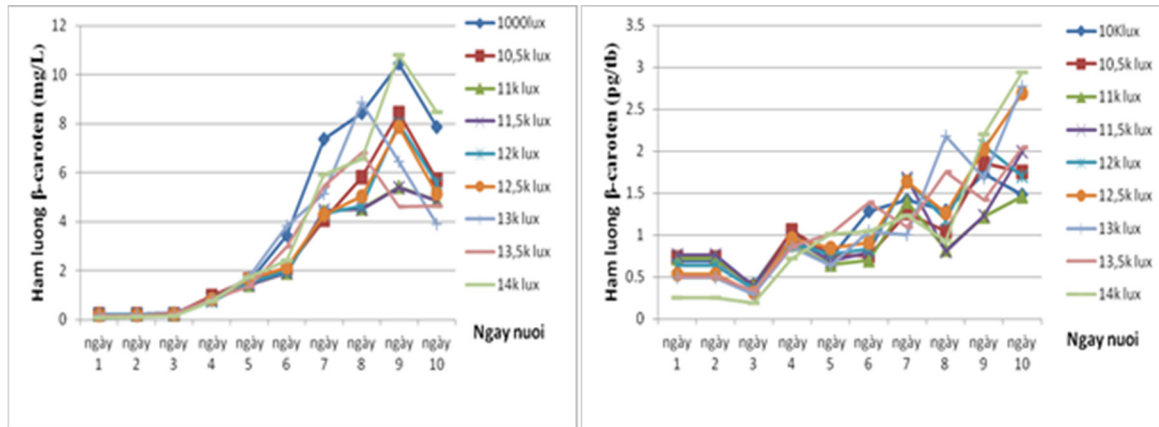 Ham luong β-caroten (mg/L)
12
10
8
6
4
2
0
ngày 1
ngày 2
ngày 3
ngày 4
ngày 5
ngày 6
ngày 7
ngày 8
ngày 9
ngày 10
Ngay nuoi
1000lux
10,5k lux
11k lux
11,5k lux
12k lux
12,5k lux
13k lux
13,5k lux
14k lux
Ham luong β-caroten (pg/tb)
4
3.5
3
2.5
2
1.5
1
0.5
0
ngày 1
ngày 2
ngày 3
ngày 4
ngày 5
ngày 6
ngày 7
ngày 8
ngày 9
ngày 10
Ngay nuoi
10Klux
10,5k lux
11k lux
11,5k lux
12k lux
12,5k lux
13k lux
13,5k lux
14k lux